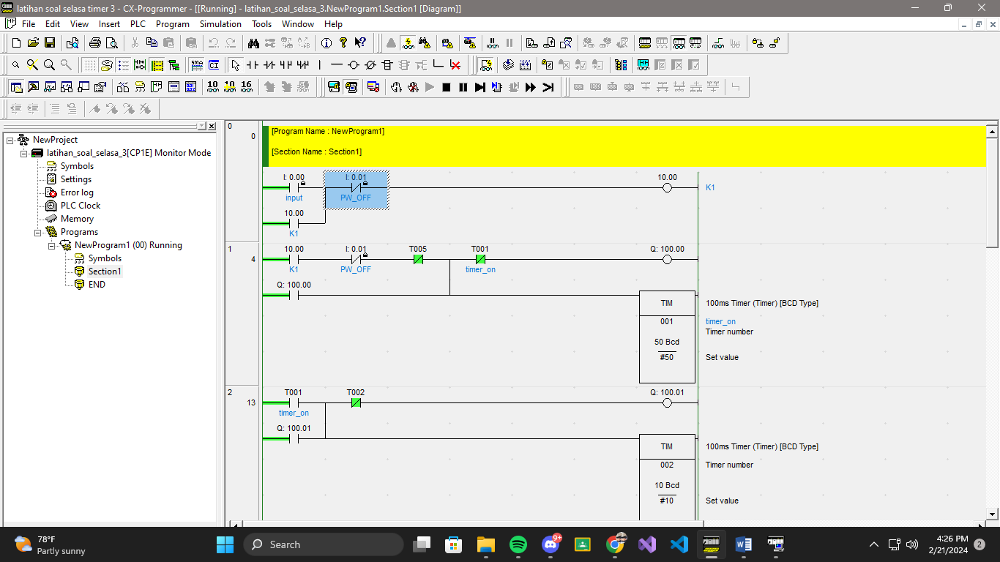 latihan soal selasa timer 3 - CX-Programmer - [[Running] - latihan_soal_selasa_3.NewProgram1.Section1 [Diagram]]
File Edit View Insert PLC Program Simulation Tools Window Help
SMA
CI
10 10 16
NewProject
latihan_soal_selasa_3[CP1E] Monitor Mode
Symbols
Settings
Error log
PLC Clock
Memory
Programs
NewProgram1 (00) Running
Symbols
Section1
END
0
0
[Program Name : NewProgram1]
[Section Name : Section1]
I: 0.00 I: 0.01 10.00
K1
input PW_OFF
10.00
K1
1
4
10.00 I: 0.01 T005 T001 Q: 100.00
K1 PW_OFF timer_on
Q: 100.00
TIM 100ms Timer (Timer) [BCD Type]
001 timer_on
Timer number
50 Bcd
#50 Set value
2
13
T001 T002 Q: 100.01
timer_on
Q: 100.01
TIM 100ms Timer (Timer) [BCD Type]
002 Timer number
10 Bcd
#10 Set value
78°F
Partly sunny
Search
9+
4:26 PM
2/21/2024
2